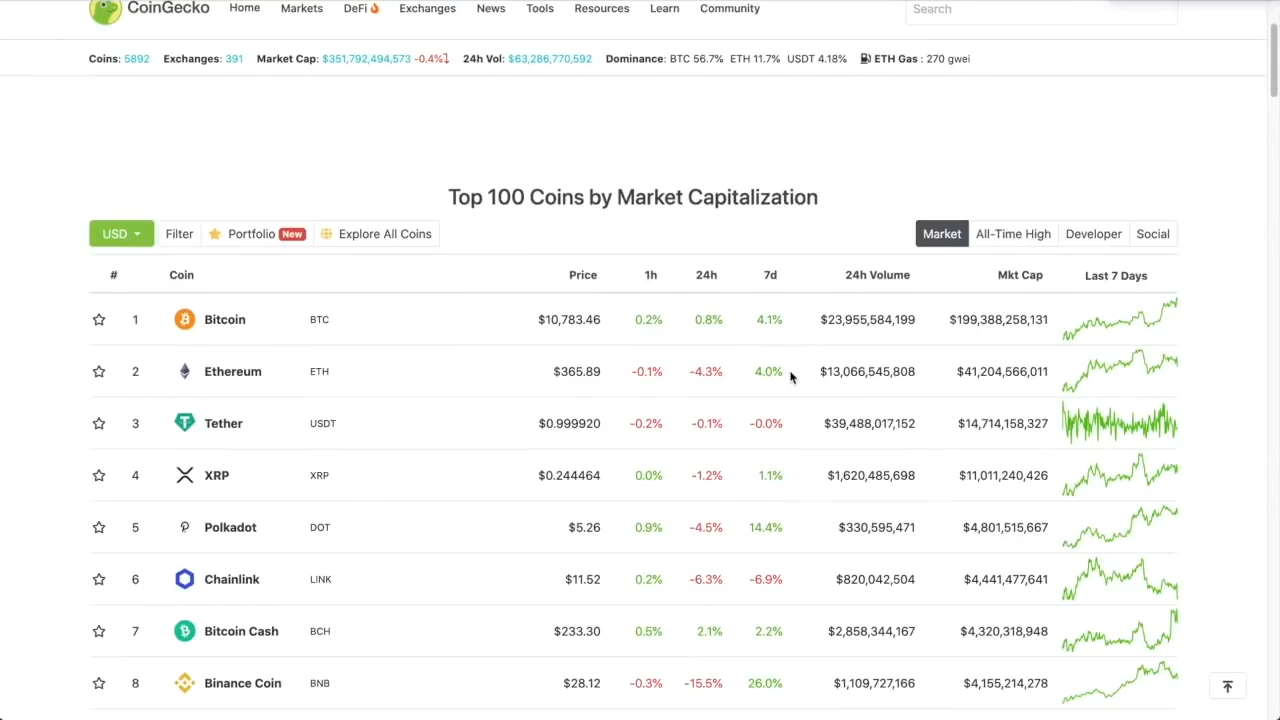 CoinGecko Home Markets DeFi Exchanges News Tools Resources Learn Community Search
Coins: 5892 Exchanges: 391 Market Cap: $351,792,494,573 -0.4% 24h Vol: $63,286,770,592 Dominance: BTC 56.7% ETH 11.7% USDT 4.18% ETH Gas : 270 gwei
Top 100 Coins by Market Capitalization
USD Filter Portfolio New Explore All Coins Market All-Time High Developer Social
# Coin Price 1h 24h 7d 24h Volume Mkt Cap Last 7 Days
1 Bitcoin BTC $10,783.46 0.2% 0.8% 4.1% $23,955,584,199 $199,388,258,131
2 Ethereum ETH $365.89 -0.1% -4.3% 4.0% $13,066,545,808 $41,204,566,011
3 Tether USDT $0.999920 -0.2% -0.1% -0.0% $39,488,017,152 $14,714,158,327
4 XRP XRP $0.244464 0.0% -1.2% 1.1% $1,620,485,698 $11,011,240,426
5 Polkadot DOT $5.26 0.9% -4.5% 14.4% $330,595,471 $4,801,515,667
6 Chainlink LINK $11.52 0.2% -6.3% -6.9% $820,042,504 $4,441,477,641
7 Bitcoin Cash BCH $233.30 0.5% 2.1% 2.2% $2,858,344,167 $4,320,318,948
8 Binance Coin BNB $28.12 -0.3% -15.5% 26.0% $1,109,727,166 $4,155,214,278